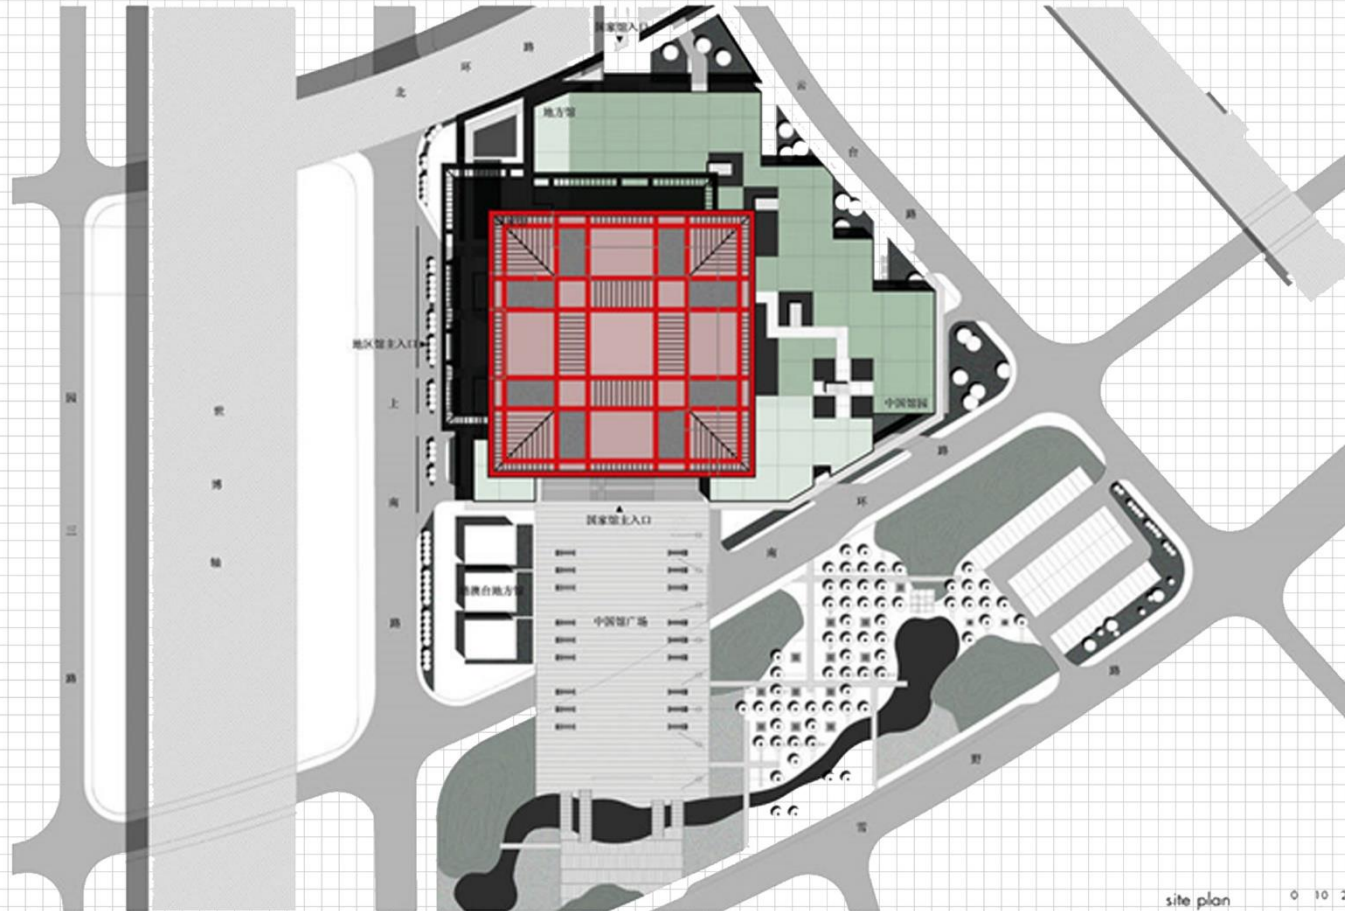 国家馆入口
北环路
云台路
地方馆
地区馆主入口
上南路
园三路
世博轴
中国馆园
国家馆主入口
南环路
港澳台地方馆
中国馆广场
雪野路
site plan
0 10 2